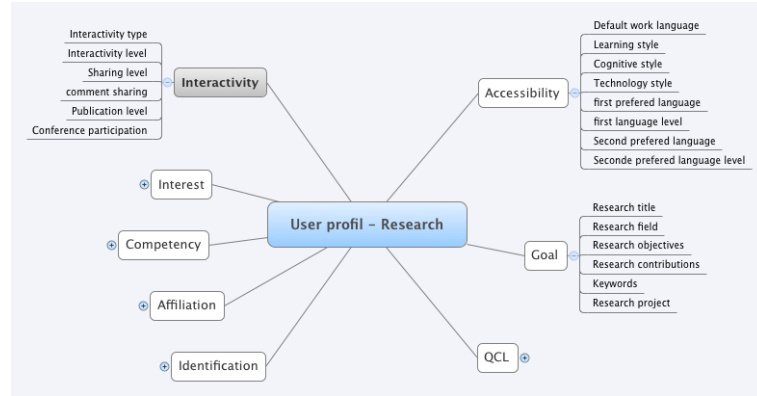 Interactivity type
Interactivity level
Sharing level
comment sharing
Publication level
Conference participation
Interactivity
Interest
Competency
Affiliation
Identification
User profil – Research
Accessibility
Default work language
Learning style
Cognitive style
Technology style
first prefered language
first language level
Second prefered language
Seconde prefered language level
Goal
Research title
Research field
Research objectives
Research contributions
Keywords
Research project
QCL